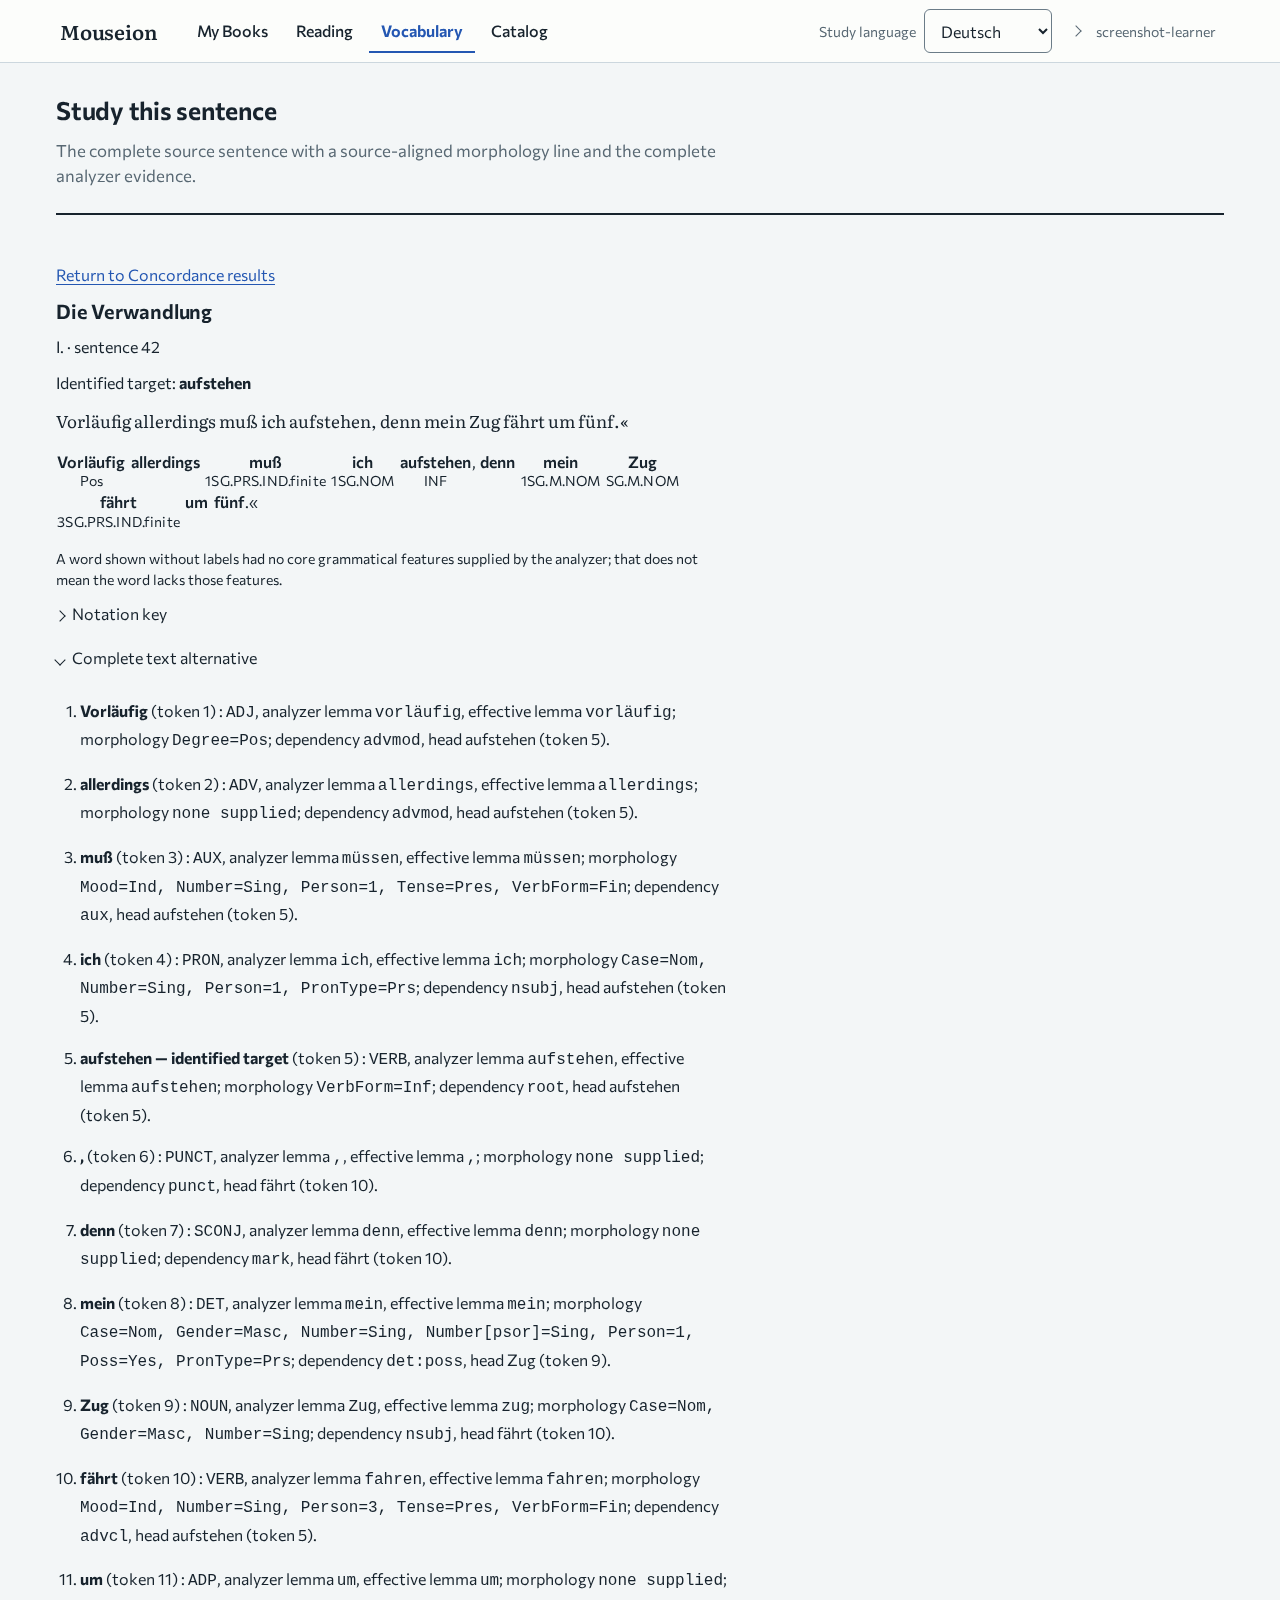 Mouseion My Books Reading Vocabulary Catalog Study language Deutsch screenshot-learner
Study this sentence
The complete source sentence with a source-aligned morphology line and the complete
analyzer evidence.
Return to Concordance results
Die Verwandlung
I. · sentence 42
Identified target: aufstehen
Vorläufig allerdings muß ich aufstehen, denn mein Zug fährt um fünf.«
Vorläufig allerdings muß ich aufstehen, denn mein Zug
Pos 1SG.PRS.IND.finite 1SG.NOM INF 1SG.M.NOM SG.M.NOM
fährt um fünf.«
3SG.PRS.IND.finite
A word shown without labels had no core grammatical features supplied by the analyzer; that does not
mean the word lacks those features.
Notation key
Complete text alternative
1. Vorläufig (token 1): ADJ, analyzer lemma vorläufig, effective lemma vorläufig;
morphology Degree=Pos; dependency advmod, head aufstehen (token 5).
2. allerdings (token 2): ADV, analyzer lemma allerdings, effective lemma allerdings;
morphology none supplied; dependency advmod, head aufstehen (token 5).
3. muß (token 3): AUX, analyzer lemma müssen, effective lemma müssen; morphology
Mood=Ind, Number=Sing, Person=1, Tense=Pres, VerbForm=Fin; dependency
aux, head aufstehen (token 5).
4. ich (token 4): PRON, analyzer lemma ich, effective lemma ich; morphology Case=Nom,
Number=Sing, Person=1, PronType=Prs; dependency nsubj, head aufstehen (token
5).
5. aufstehen — identified target (token 5): VERB, analyzer lemma aufstehen, effective
lemma aufstehen; morphology VerbForm=Inf; dependency root, head aufstehen
(token 5).
6. , (token 6): PUNCT, analyzer lemma ,, effective lemma ,; morphology none supplied;
dependency punct, head fährt (token 10).
7. denn (token 7): SCONJ, analyzer lemma denn, effective lemma denn; morphology none
supplied; dependency mark, head fährt (token 10).
8. mein (token 8): DET, analyzer lemma mein, effective lemma mein; morphology
Case=Nom, Gender=Masc, Number=Sing, Number[psor]=Sing, Person=1,
Poss=Yes, PronType=Prs; dependency det:poss, head Zug (token 9).
9. Zug (token 9): NOUN, analyzer lemma Zug, effective lemma zug; morphology Case=Nom,
Gender=Masc, Number=Sing; dependency nsubj, head fährt (token 10).
10. fährt (token 10): VERB, analyzer lemma fahren, effective lemma fahren; morphology
Mood=Ind, Number=Sing, Person=3, Tense=Pres, VerbForm=Fin; dependency
advcl, head aufstehen (token 5).
11. um (token 11): ADP, analyzer lemma um, effective lemma um; morphology none supplied;